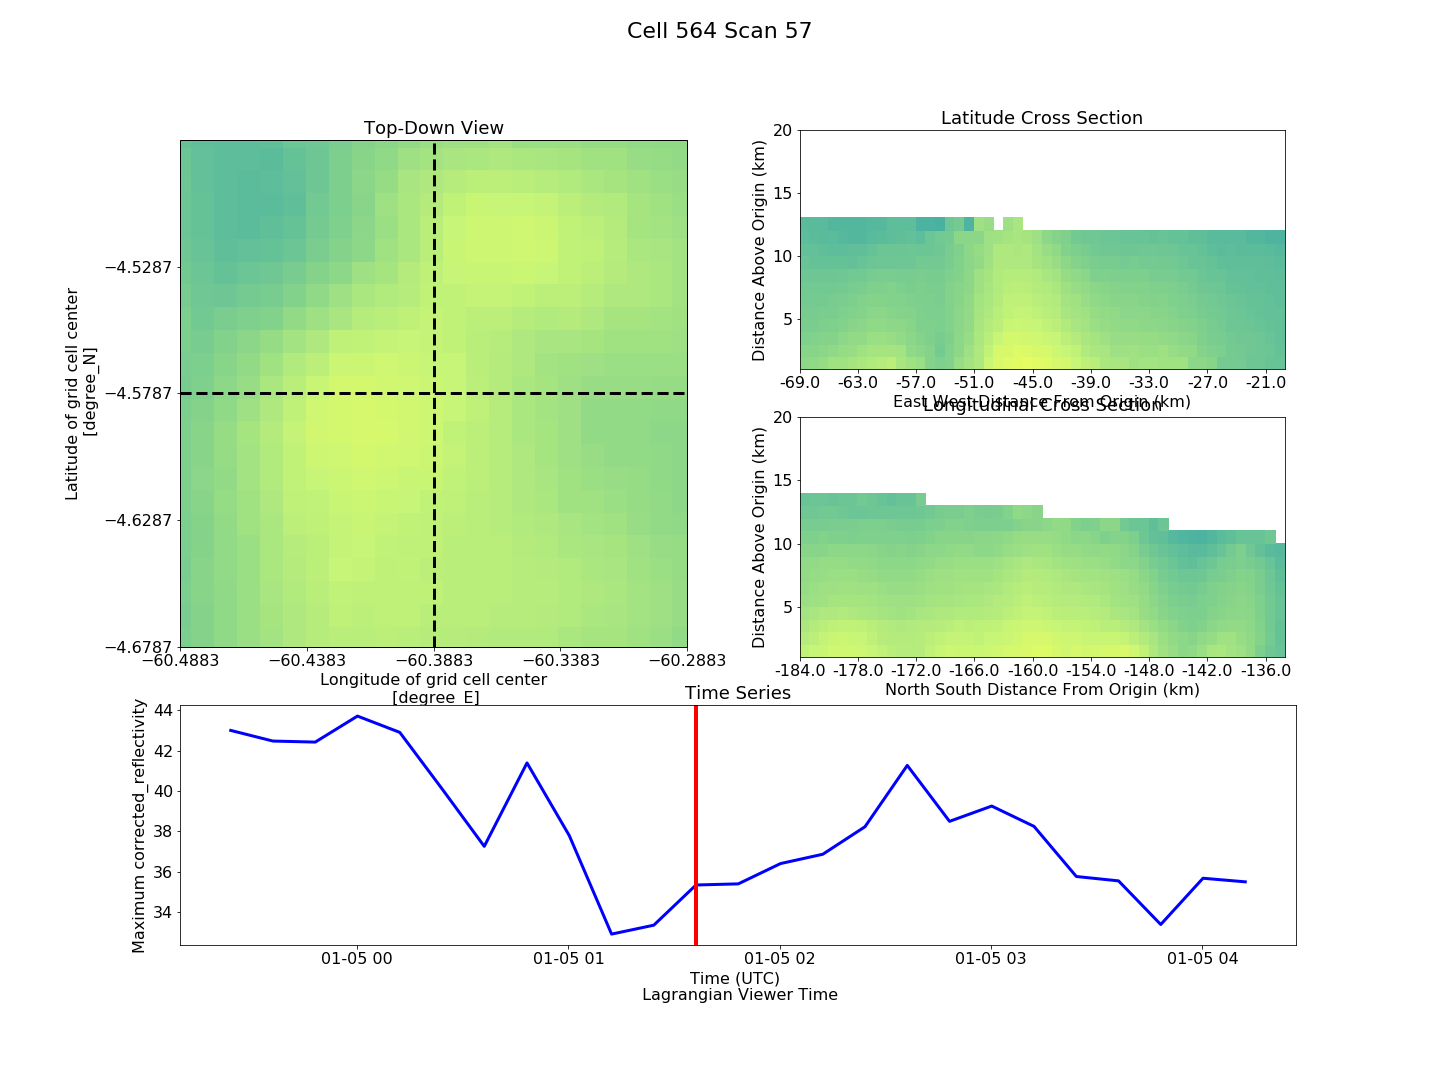 Cell 564 Scan 57
Top-Down View
Latitude of grid cell center
[degree_N]
−4.5287
−4.5787
−4.6287
−4.6787
−60.4883 −60.4383 −60.3883 −60.3383 −60.2883
Longitude of grid cell center
[degree_E]
Latitude Cross Section
Distance Above Origin (km)
20
15
10
5
-69.0 -63.0 -57.0 -51.0 -45.0 -39.0 -33.0 -27.0 -21.0
East West Distance From Origin (km)
Longitudinal Cross Section
Distance Above Origin (km)
20
15
10
5
-184.0 -178.0 -172.0 -166.0 -160.0 -154.0 -148.0 -142.0 -136.0
North South Distance From Origin (km)
Time Series
Maximum corrected_reflectivity
44
42
40
38
36
34
01-05 00 01-05 01 01-05 02 01-05 03 01-05 04
Time (UTC)
Lagrangian Viewer Time